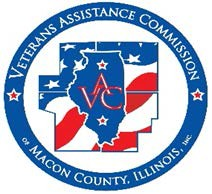 VETERANS ASSISTANCE COMMISSION
VAC
OF MACON COUNTY, ILLINOIS, INC.